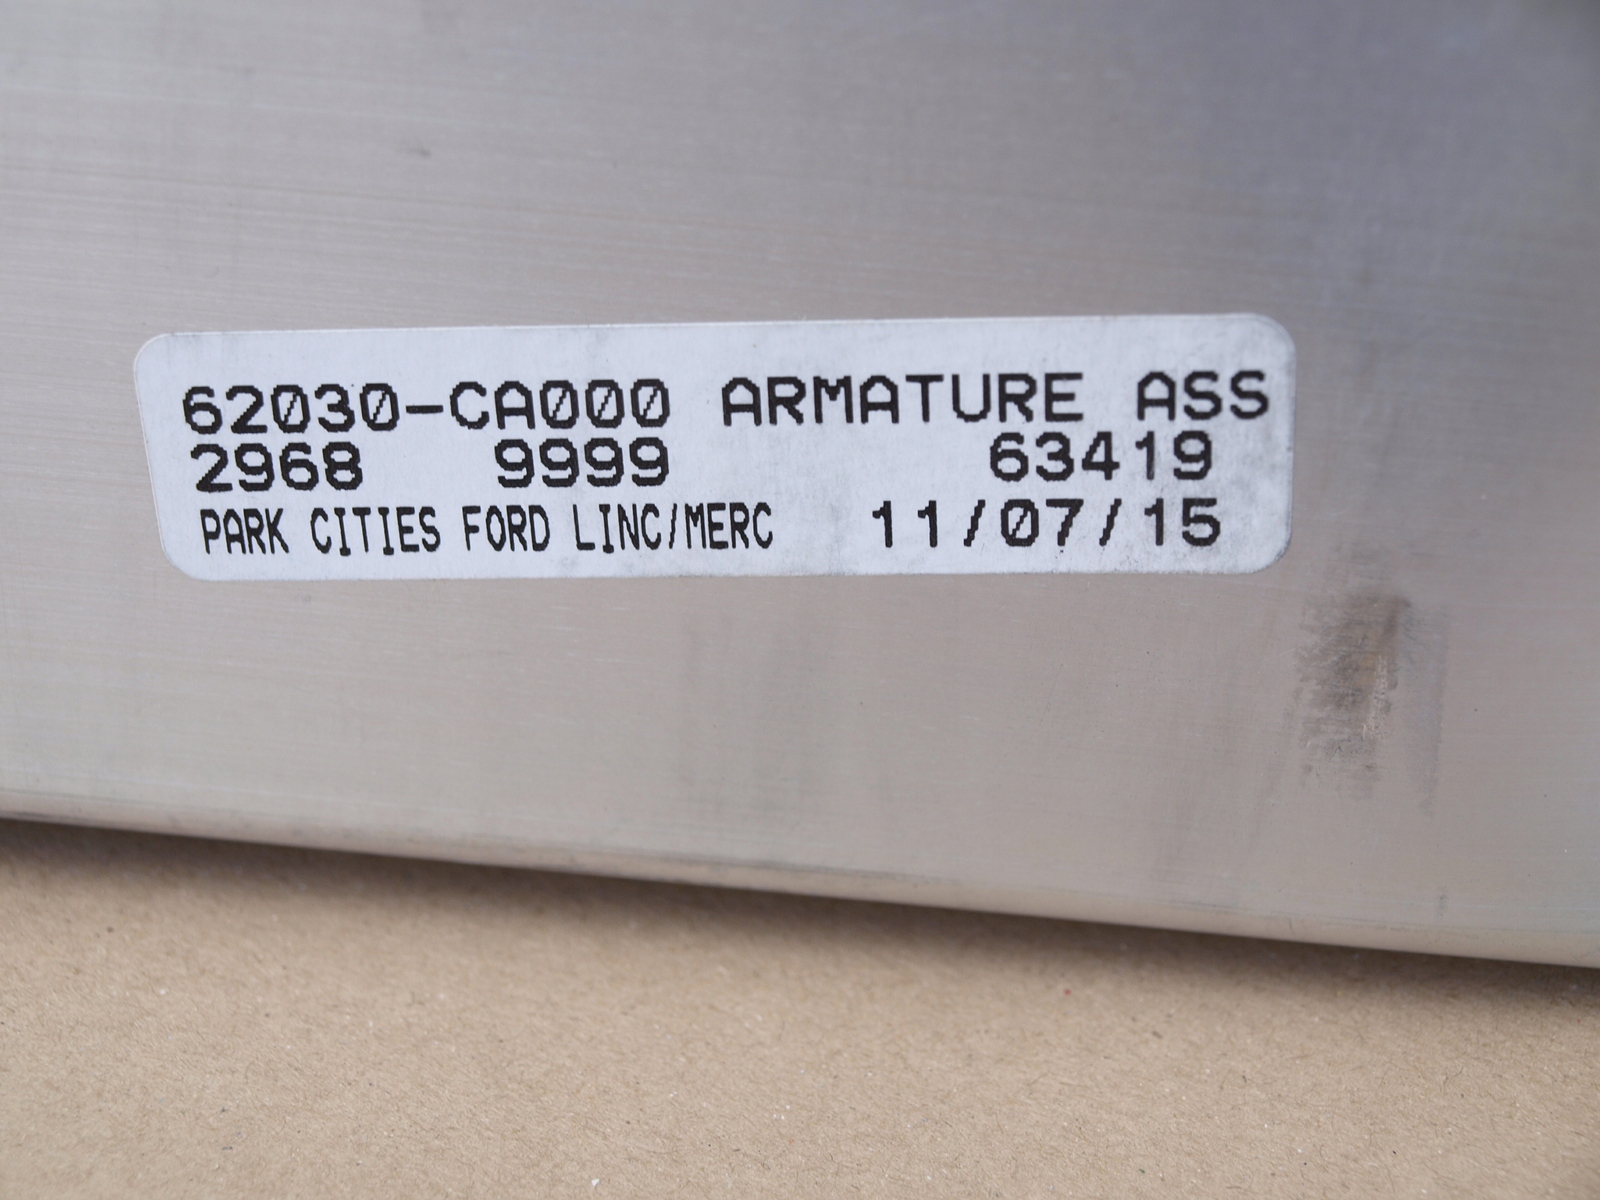 62030-CA000 ARMATURE ASS
2968 9999 63419
PARK CITIES FORD LINC/MERC 11/07/15